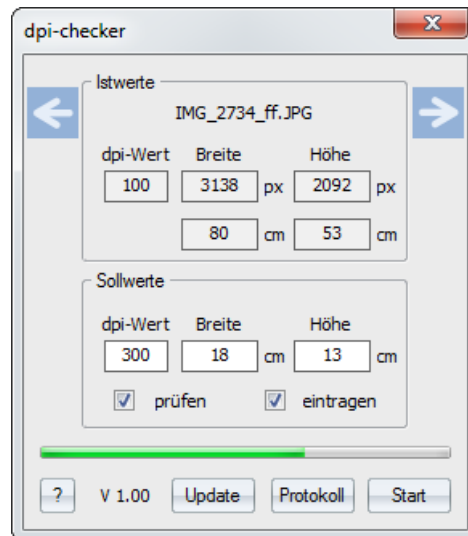 dpi-checker
Istwerte
IMG_2734_ff.JPG
dpi-Wert Breite Höhe
100 3138 px 2092 px
80 cm 53 cm
Sollwerte
dpi-Wert Breite Höhe
300 18 cm 13 cm
prüfen eintragen
? V 1.00 Update Protokoll Start